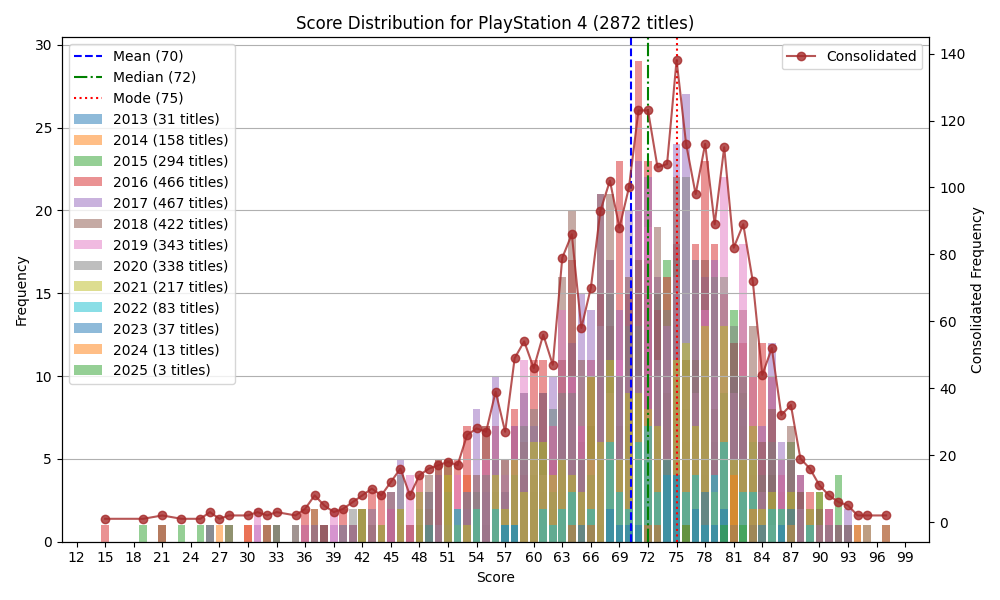 Score Distribution for PlayStation 4 (2872 titles)
Mean (70)
Median (72)
Mode (75)
2013 (31 titles)
2014 (158 titles)
2015 (294 titles)
2016 (466 titles)
2017 (467 titles)
2018 (422 titles)
2019 (343 titles)
2020 (338 titles)
2021 (217 titles)
2022 (83 titles)
2023 (37 titles)
2024 (13 titles)
2025 (3 titles)
Consolidated
Frequency
30
25
20
15
10
5
0
140
120
100
80
60
40
20
0
Consolidated Frequency
12 15 18 21 24 27 30 33 36 39 42 45 48 51 54 57 60 63 66 69 72 75 78 81 84 87 90 93 96 99
Score